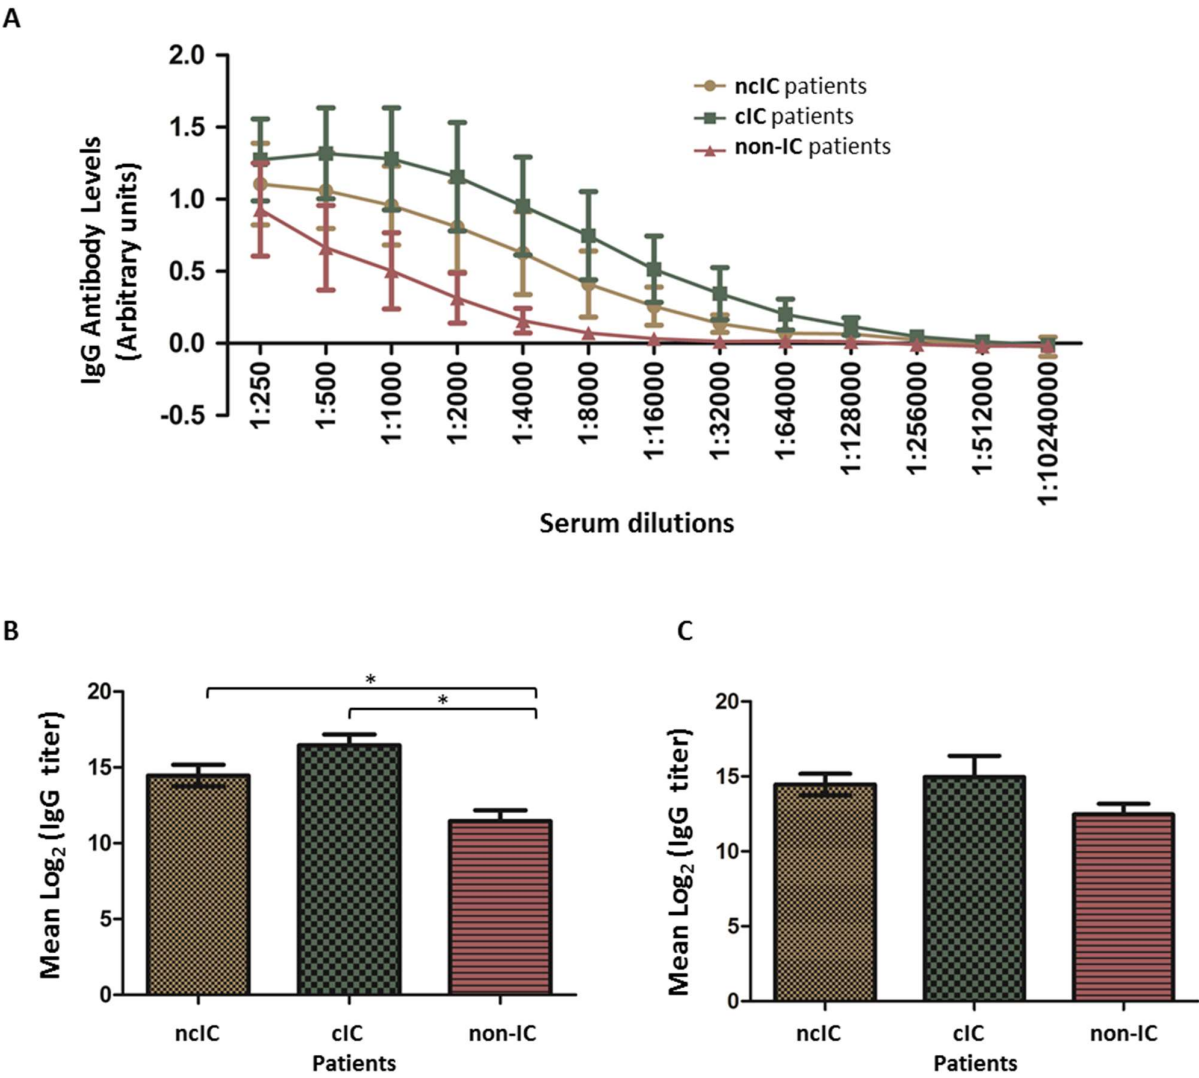 A
2.0
1.5
1.0
0.5
0.0
-0.5
IgG Antibody Levels
(Arbitrary units)
ncIC patients
cIC patients
non-IC patients
1:250
1:500
1:1000
1:2000
1:4000
1:8000
1:16000
1:32000
1:64000
1:128000
1:256000
1:512000
1:10240000
Serum dilutions
B
20
15
10
5
0
Mean Log2 (IgG titer)
*
*
ncIC
cIC
non-IC
Patients
C
20
15
10
5
0
Mean Log2 (IgG titer)
ncIC
cIC
non-IC
Patients